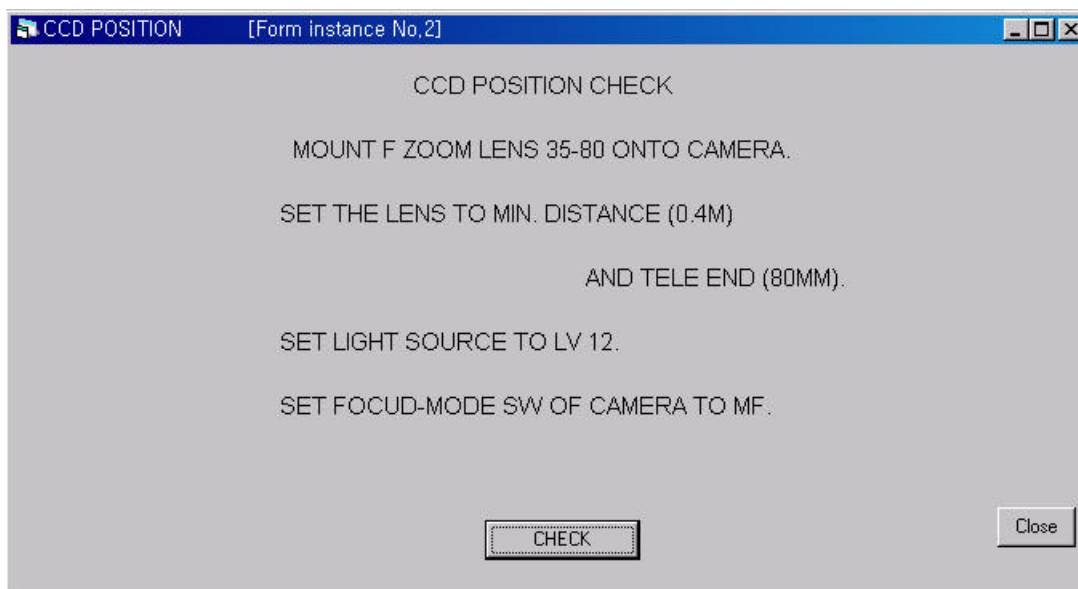 CCD POSITION [Form instance No,2]
CCD POSITION CHECK
MOUNT F ZOOM LENS 35-80 ONTO CAMERA.
SET THE LENS TO MIN. DISTANCE (0.4M)
AND TELE END (80MM).
SET LIGHT SOURCE TO LV 12.
SET FOCUD-MODE SW OF CAMERA TO MF.
CHECK
Close